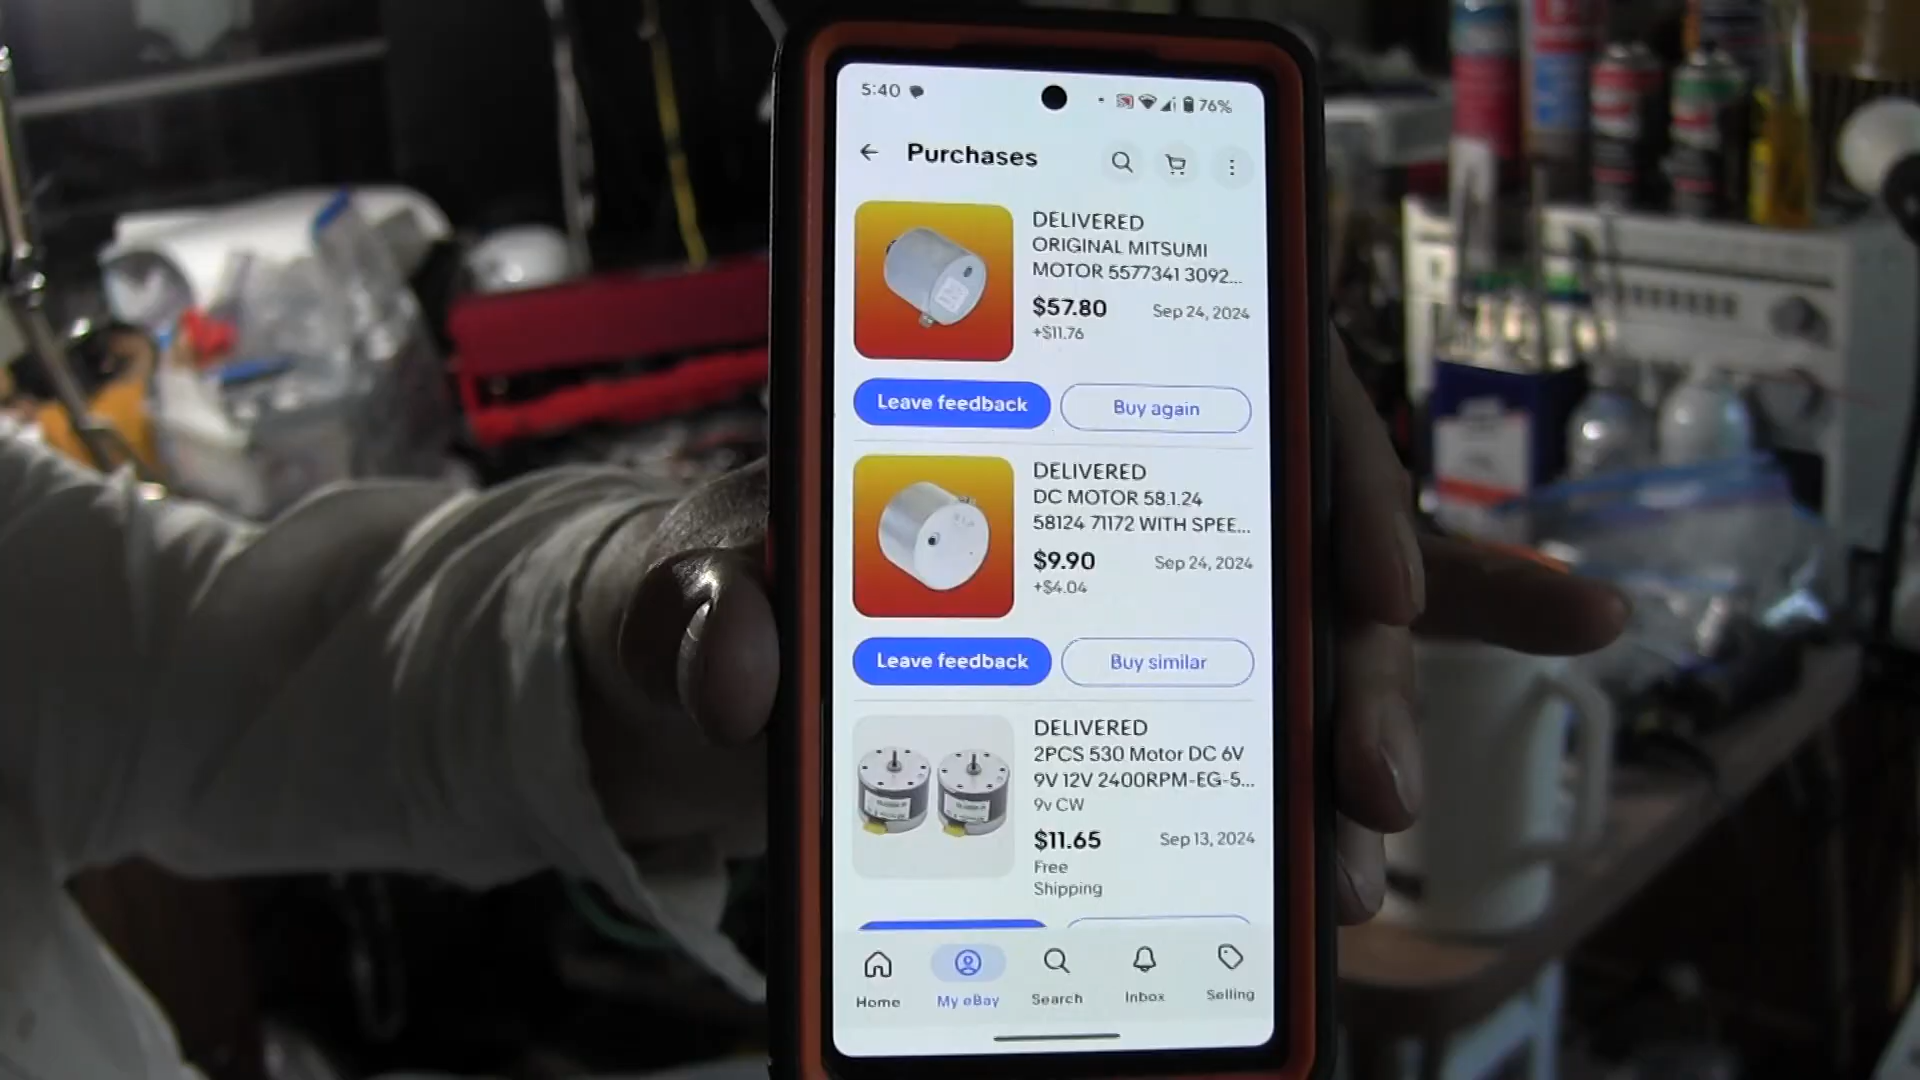 5:40
76%
Purchases
DELIVERED
ORIGINAL MITSUMI
MOTOR 5577341 3092...
$57.80
Sep 24, 2024
+$11.76
Leave feedback
Buy again
DELIVERED
DC MOTOR 58.1.24
58124 71172 WITH SPEE...
$9.90
Sep 24, 2024
+$4.04
Leave feedback
Buy similar
DELIVERED
2PCS 530 Motor DC 6V
9V 12V 2400RPM-EG-5...
9v CW
$11.65
Sep 13, 2024
Free
Shipping
Home
My eBay
Search
Inbox
Selling